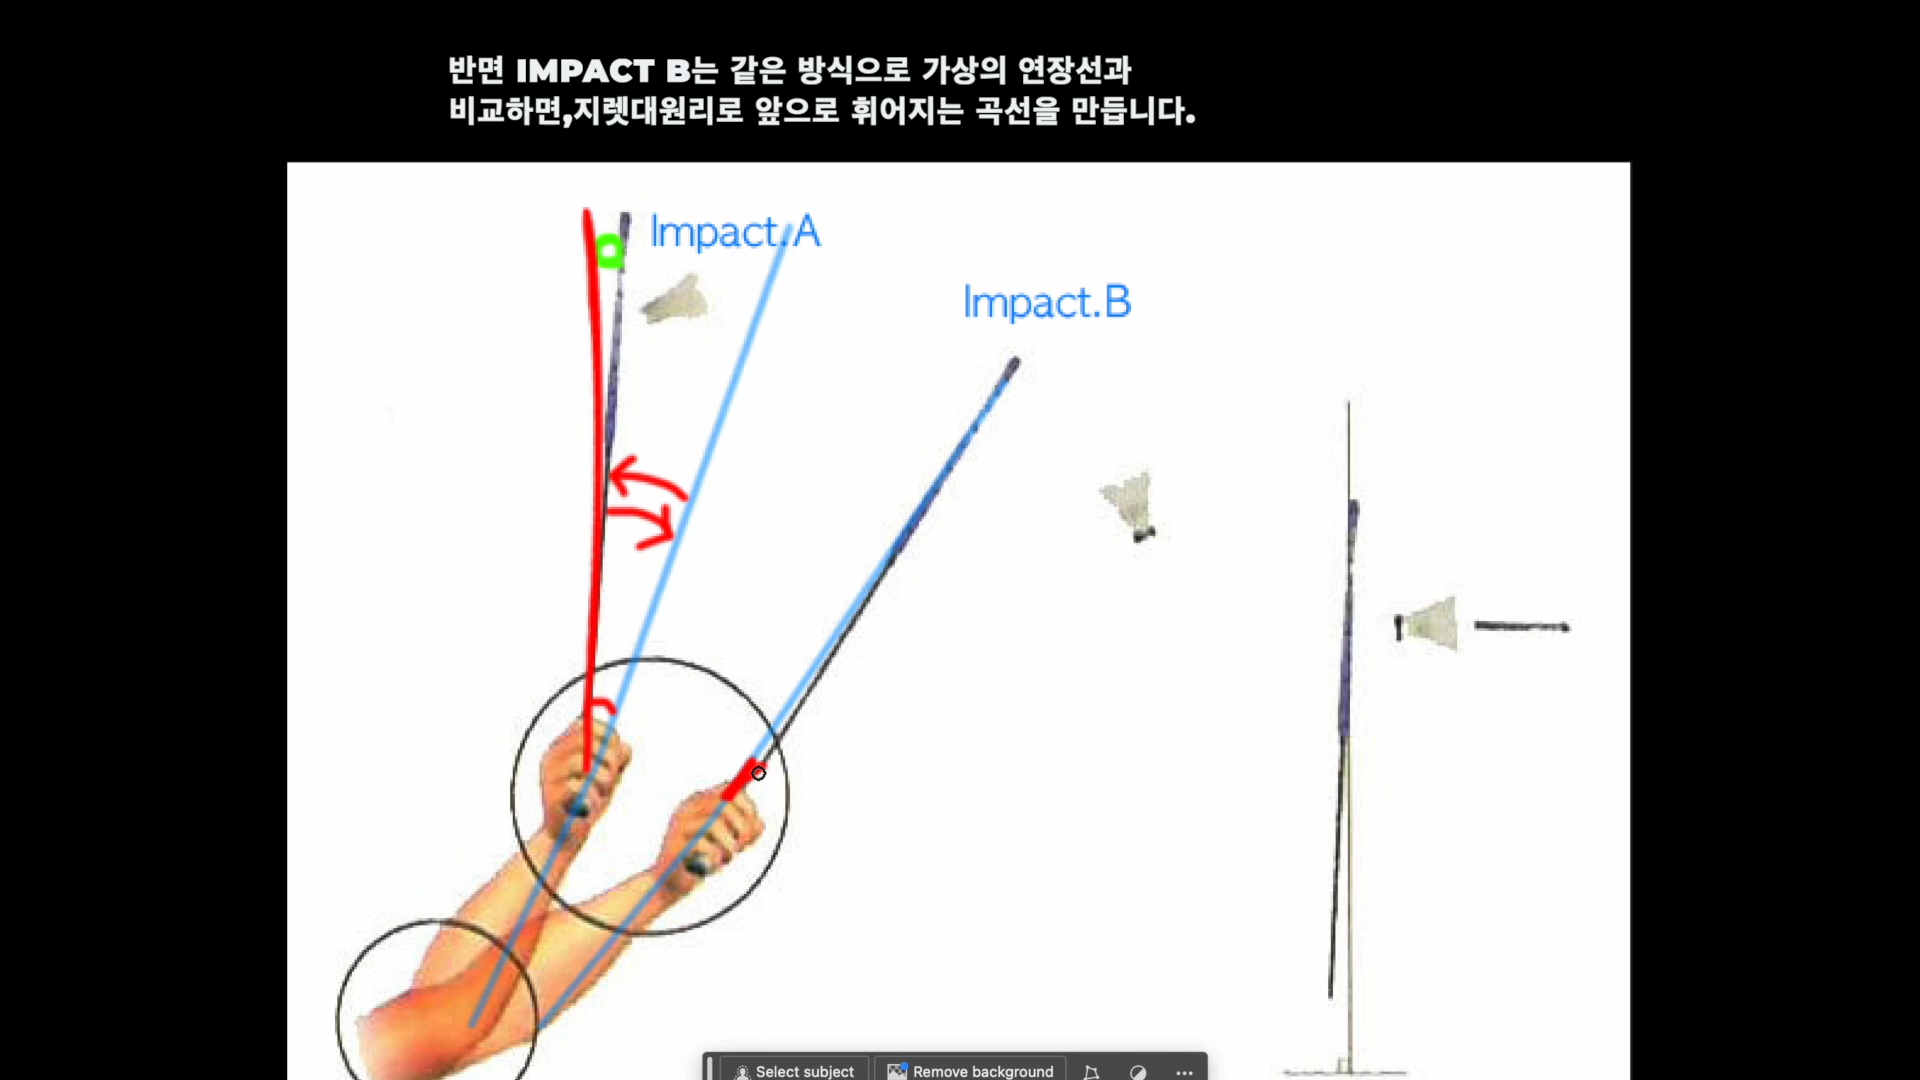 반면 IMPACT B는 같은 방식으로 가상의 연장선과
비교하면,지렛대원리로 앞으로 휘어지는 곡선을 만듭니다.
Impact.A
Impact.B
Select subject
Remove background